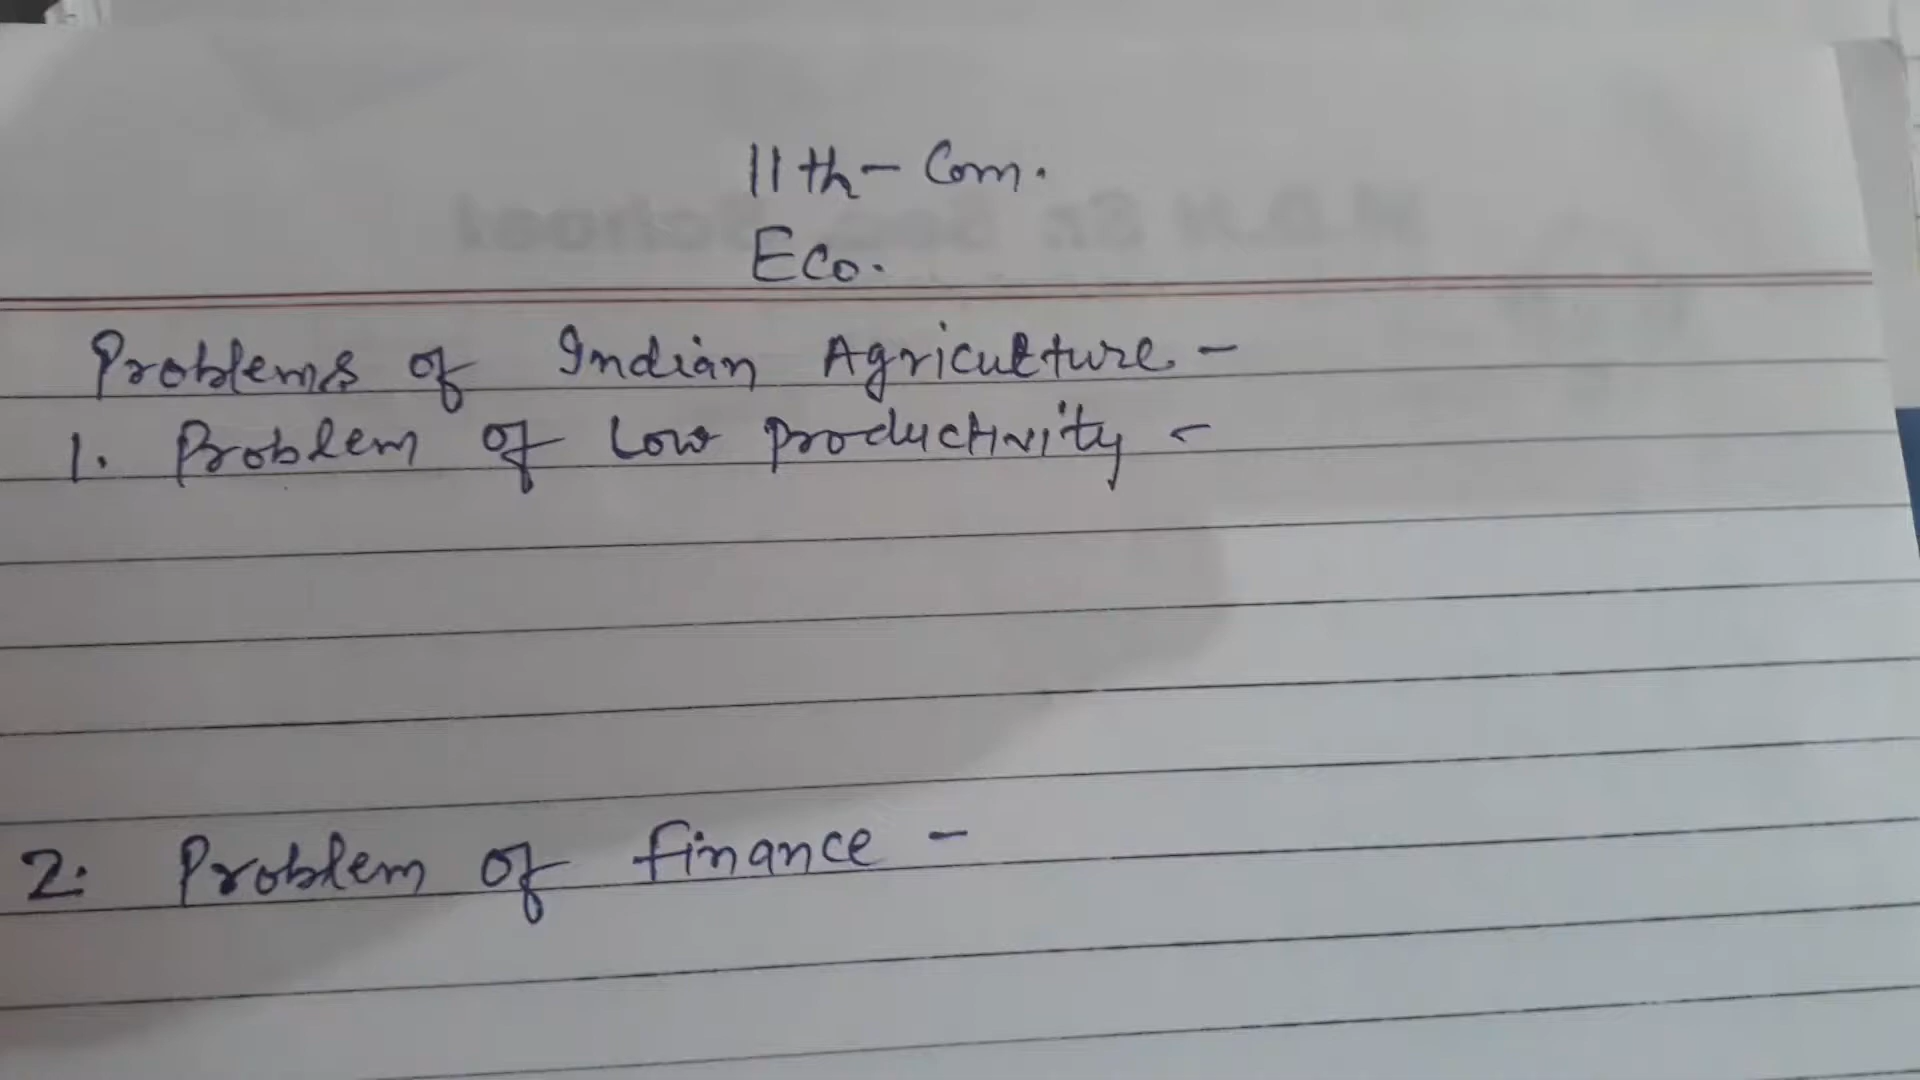 11th - Com.
Eco.
Problems of Indian Agriculture. -
1. Problem of Low Productivity -
2. Problem of finance -